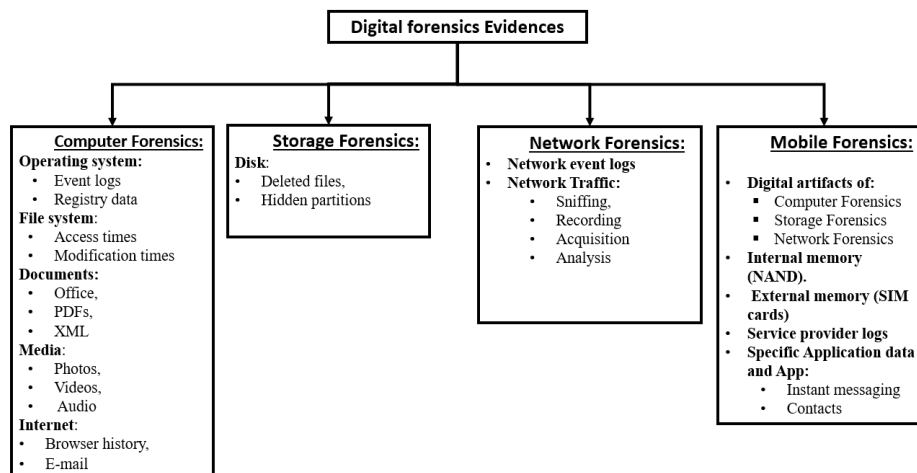 Digital forensics Evidences
Computer Forensics:
Operating system:
• Event logs
• Registry data
File system:
• Access times
• Modification times
Documents:
• Office,
• PDFs,
• XML
Media:
• Photos,
• Videos,
• Audio
Internet:
• Browser history,
• E-mail
Storage Forensics:
Disk:
• Deleted files,
• Hidden partitions
Network Forensics:
• Network event logs
• Network Traffic:
• Sniffing,
• Recording
• Acquisition
• Analysis
Mobile Forensics:
• Digital artifacts of:
▪ Computer Forensics
▪ Storage Forensics
▪ Network Forensics
• Internal memory
(NAND).
• External memory (SIM
cards)
• Service provider logs
• Specific Application data
and App:
• Instant messaging
• Contacts